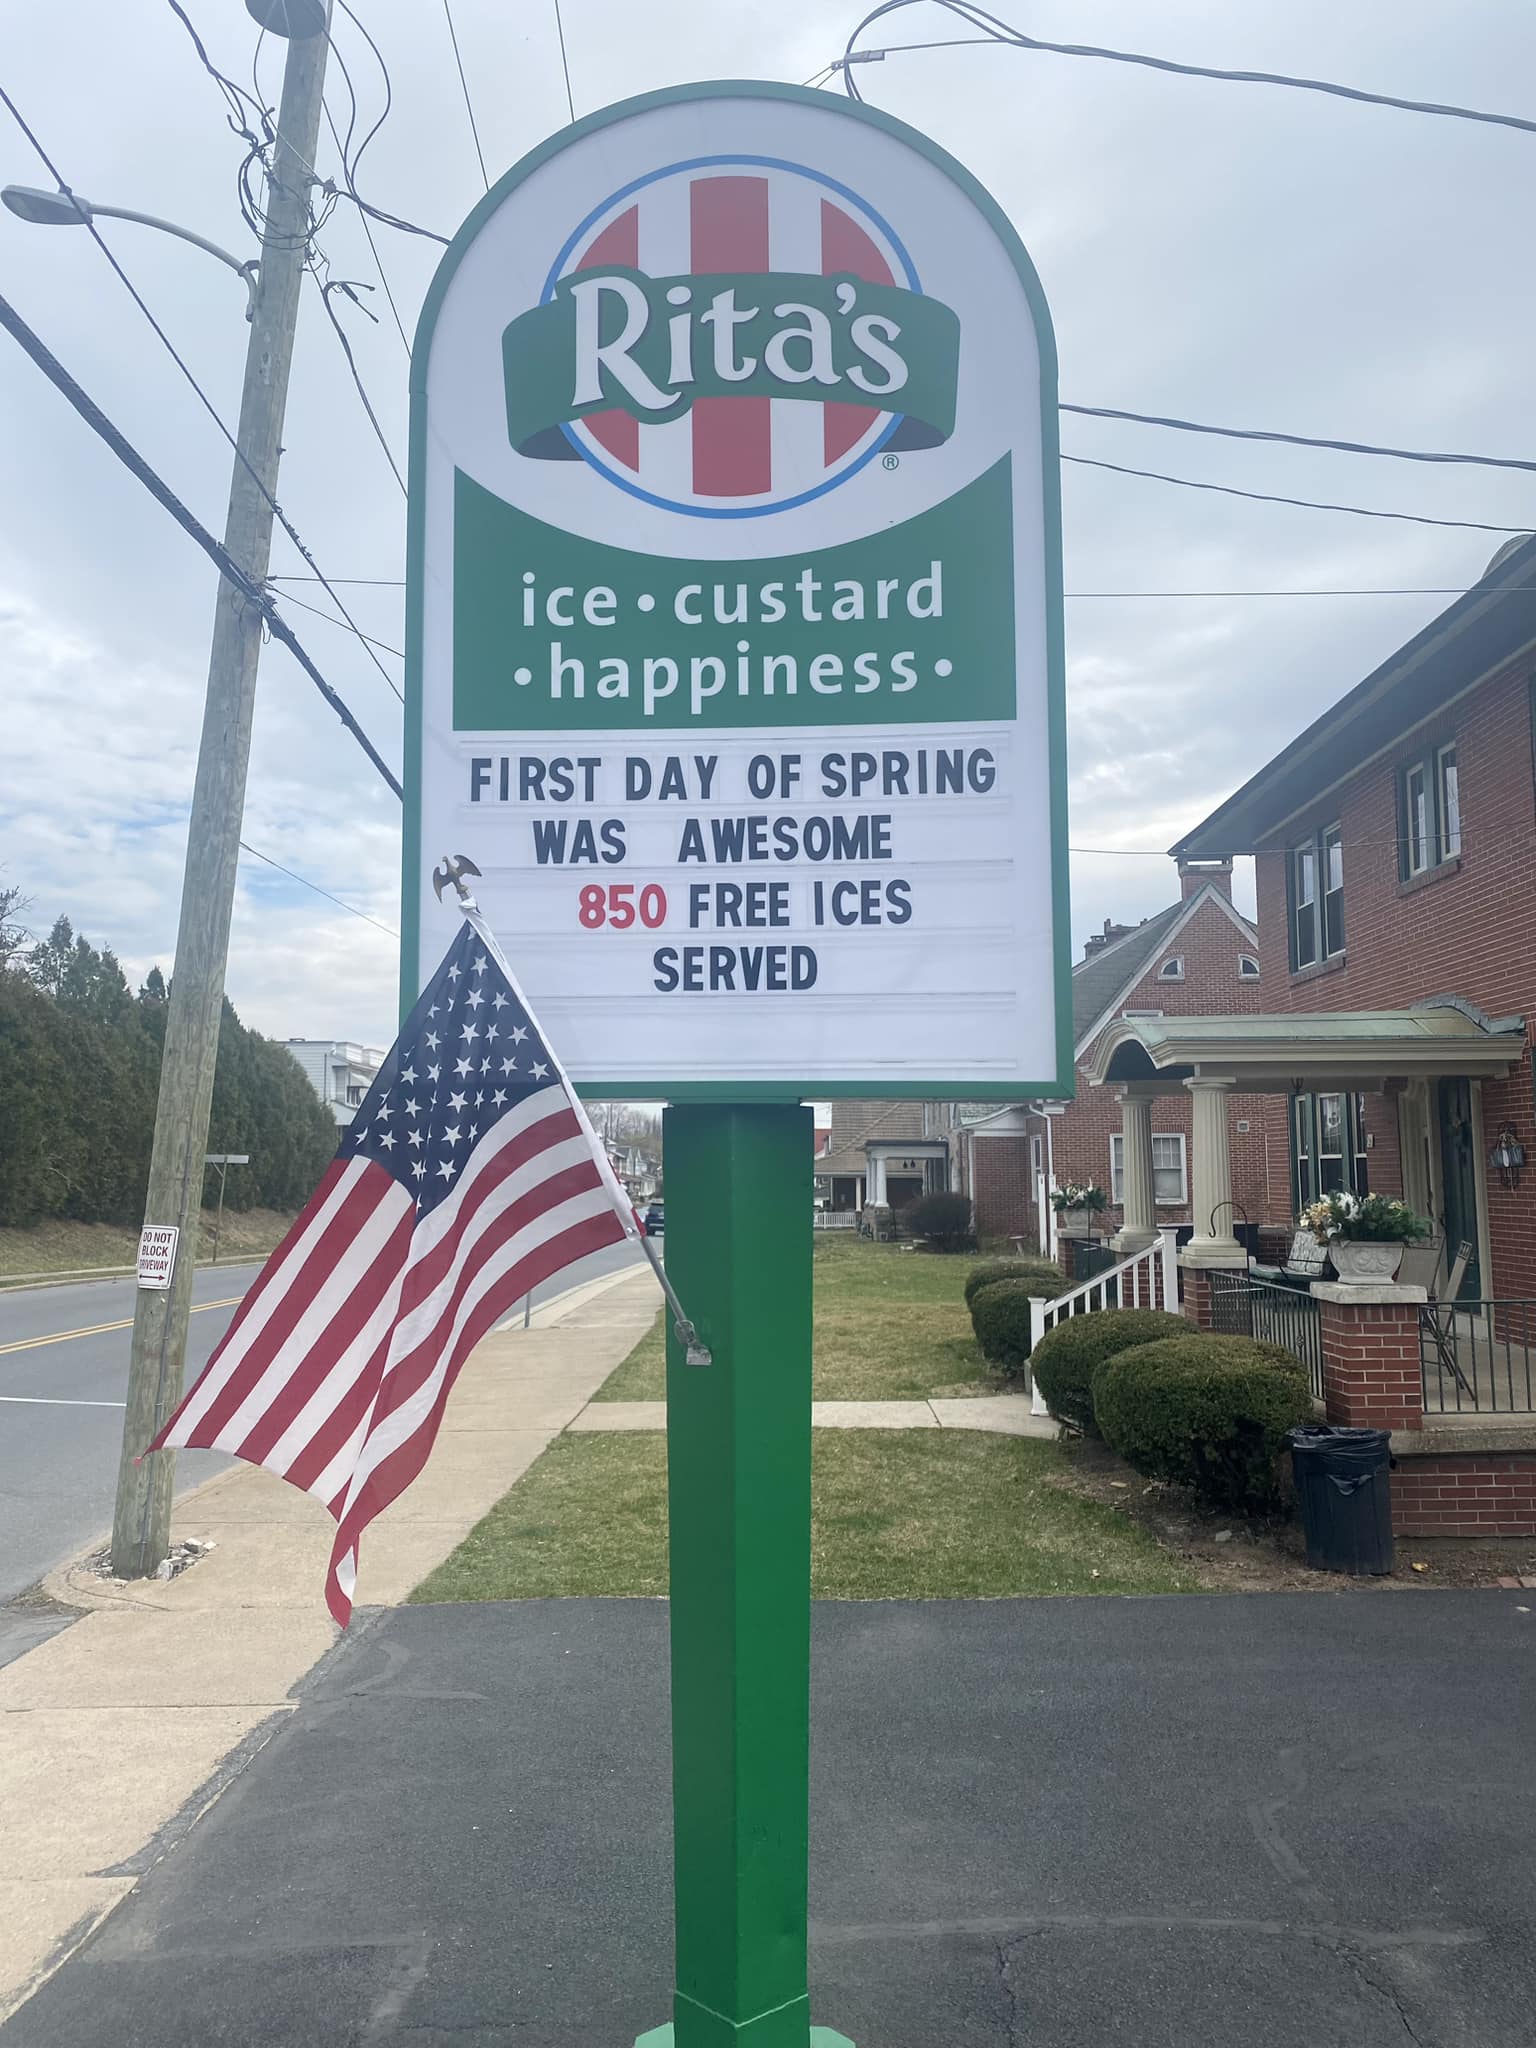 Rita's
®
ice • custard
• happiness •
FIRST DAY OF SPRING
WAS AWESOME
850 FREE ICES
SERVED
DO NOT
BLOCK
DRIVEWAY